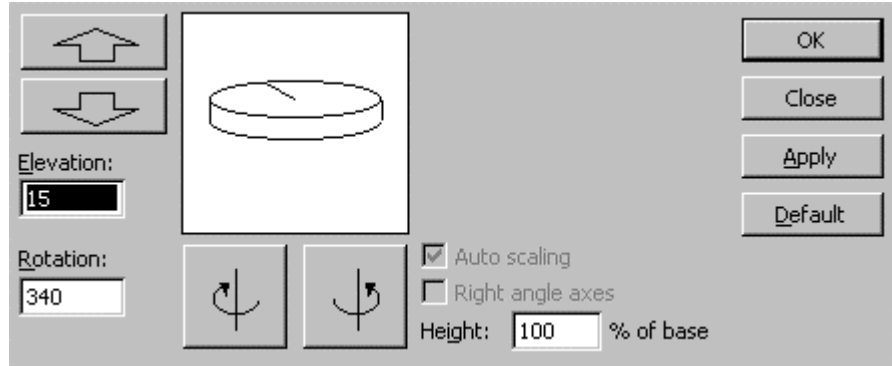 Elevation:
15
Rotation:
340
Auto scaling
Right angle axes
Height: 100 % of base
OK
Close
Apply
Default